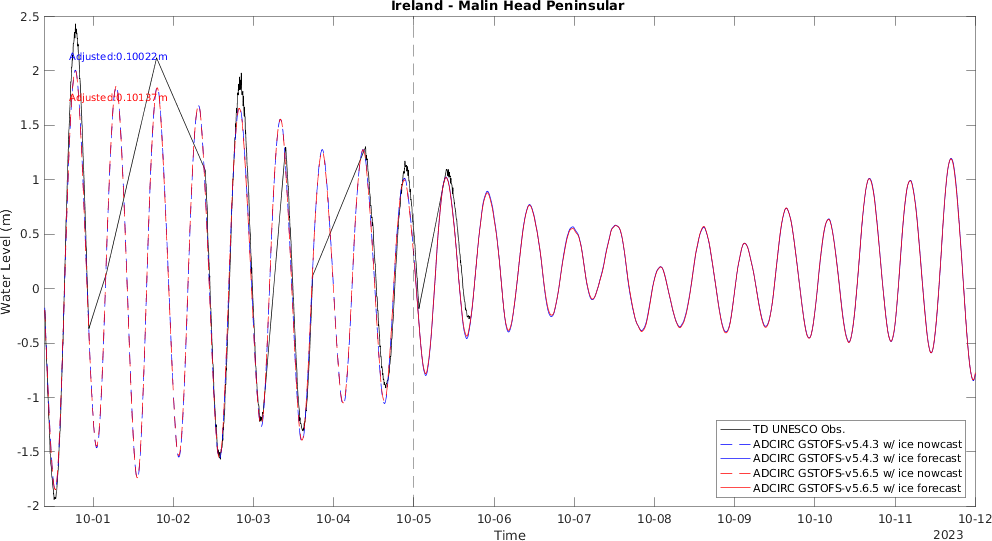 Ireland - Malin Head Peninsular
2.5
2
1.5
1
0.5
0
-0.5
-1
-1.5
-2
Water Level (m)
Adjusted:0.10022m
Adjusted:0.10137m
TD UNESCO Obs.
ADCIRC GSTOFS-v5.4.3 w/ ice nowcast
ADCIRC GSTOFS-v5.4.3 w/ ice forecast
ADCIRC GSTOFS-v5.6.5 w/ ice nowcast
ADCIRC GSTOFS-v5.6.5 w/ ice forecast
10-01 10-02 10-03 10-04 10-05 10-06 10-07 10-08 10-09 10-10 10-11 10-12
Time
2023